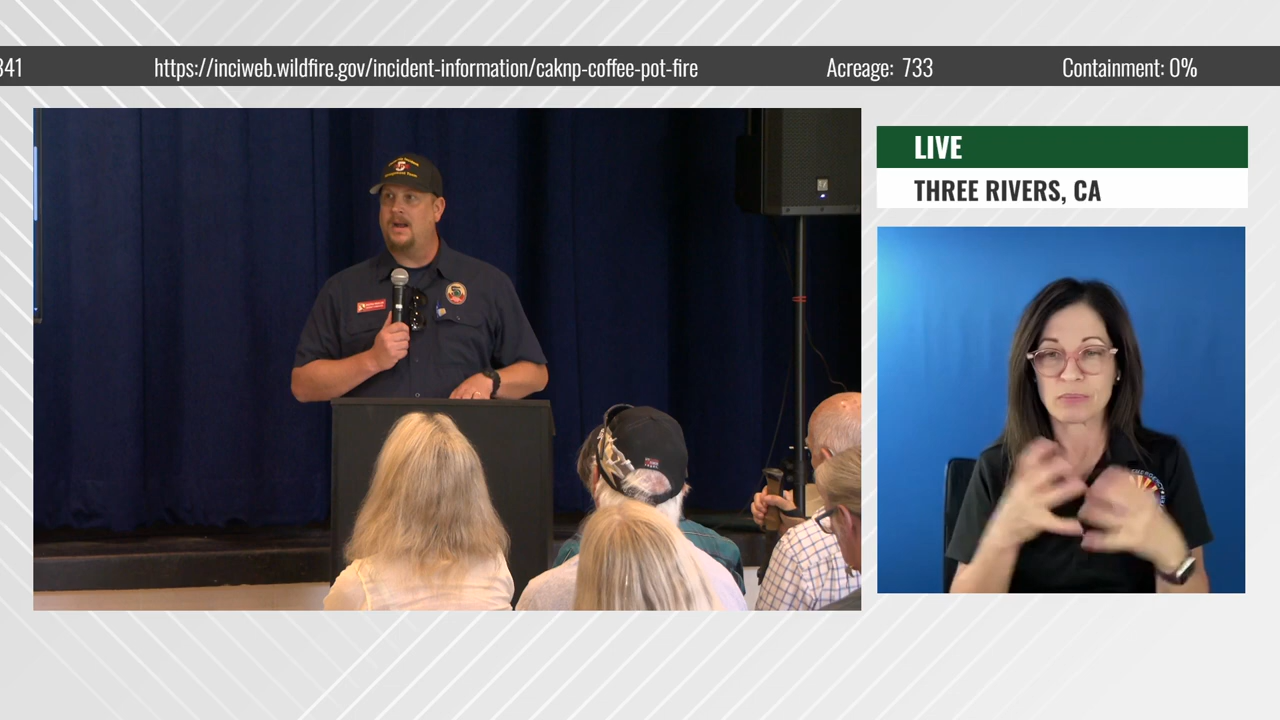 341 https://inciweb.wildfire.gov/incident-information/caknp-coffee-pot-fire Acreage: 733 Containment: 0%
LIVE
THREE RIVERS, CA